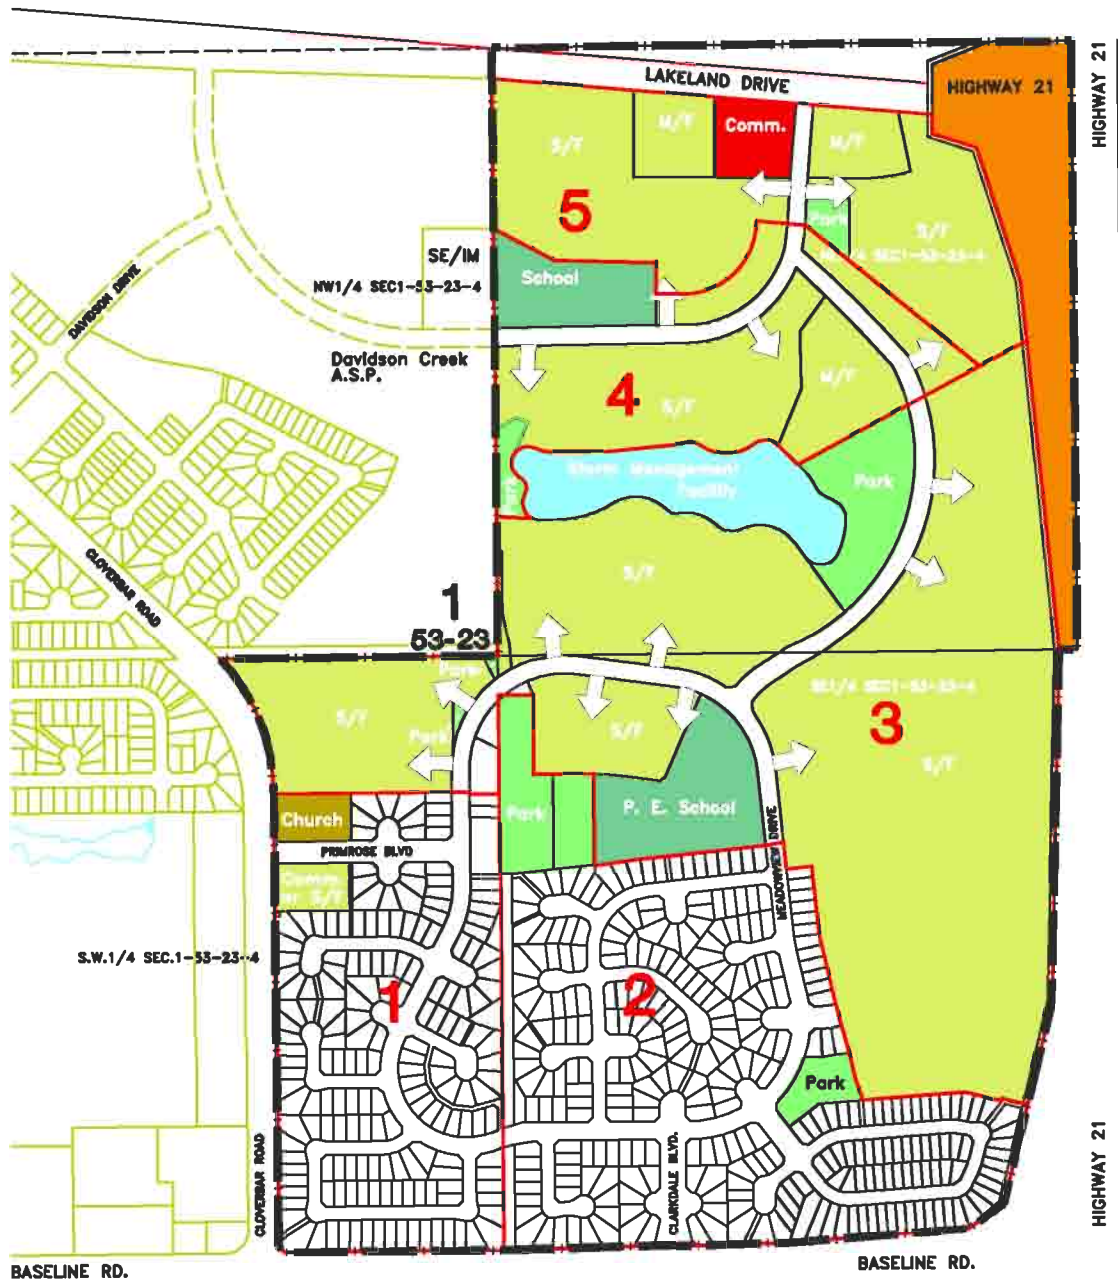 HIGHWAY 21
LAKELAND DRIVE
HIGHWAY 21
M/F
Comm.
M/F
S/F
5
Park
S/F
SE/IM
School
NW1/4 SEC1-53-23-4
DAVIDSON DRIVE
Davidson Creek
A.S.P.
M/F
4
S/F
Storm Management
Facility
Park
Park
CLOVERBAR ROAD
S/F
1
53-23
SE1/4 SEC1-53-23-4
3
S/F
Park
S/F
S/F
Church
Park
P. E. School
PRIMROSE BLVD
MEADOWVIEW DRIVE
Comm.
or S/F
S.W.1/4 SEC.1-53-23-4
1
2
Park
CLOVERBAR ROAD
CLARKDALE BLVD.
HIGHWAY 21
BASELINE RD.
BASELINE RD.